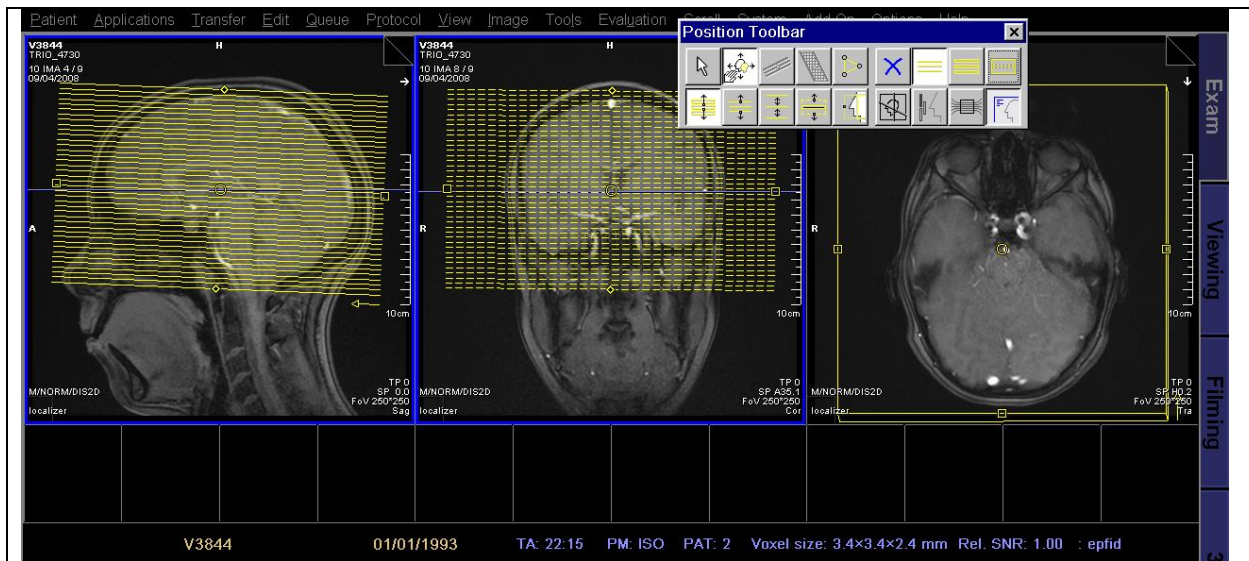 Patient Applications Transfer Edit Queue Protocol View Image Tools Evaluation
Position Toolbar
V3844
TRIO_4730
10 IMA 4 / 9
09/04/2008
H
A
10cm
M/NORM/DIS2D
TP 0
SP 0.0
FoV 250*250
localizer
Sag
V3844
TRIO_4730
10 IMA 8 / 9
09/04/2008
H
R
10cm
M/NORM/DIS2D
TP 0
SP A35.1
FoV 250*250
localizer
Cor
R
10cm
M/NORM/DIS2D
TP 0
SP H0.2
FoV 250*250
localizer
Tra
F
Exam
Viewing
Filming
3
V3844 01/01/1993 TA: 22:15 PM: ISO PAT: 2 Voxel size: 3.4×3.4×2.4 mm Rel. SNR: 1.00 : epfid